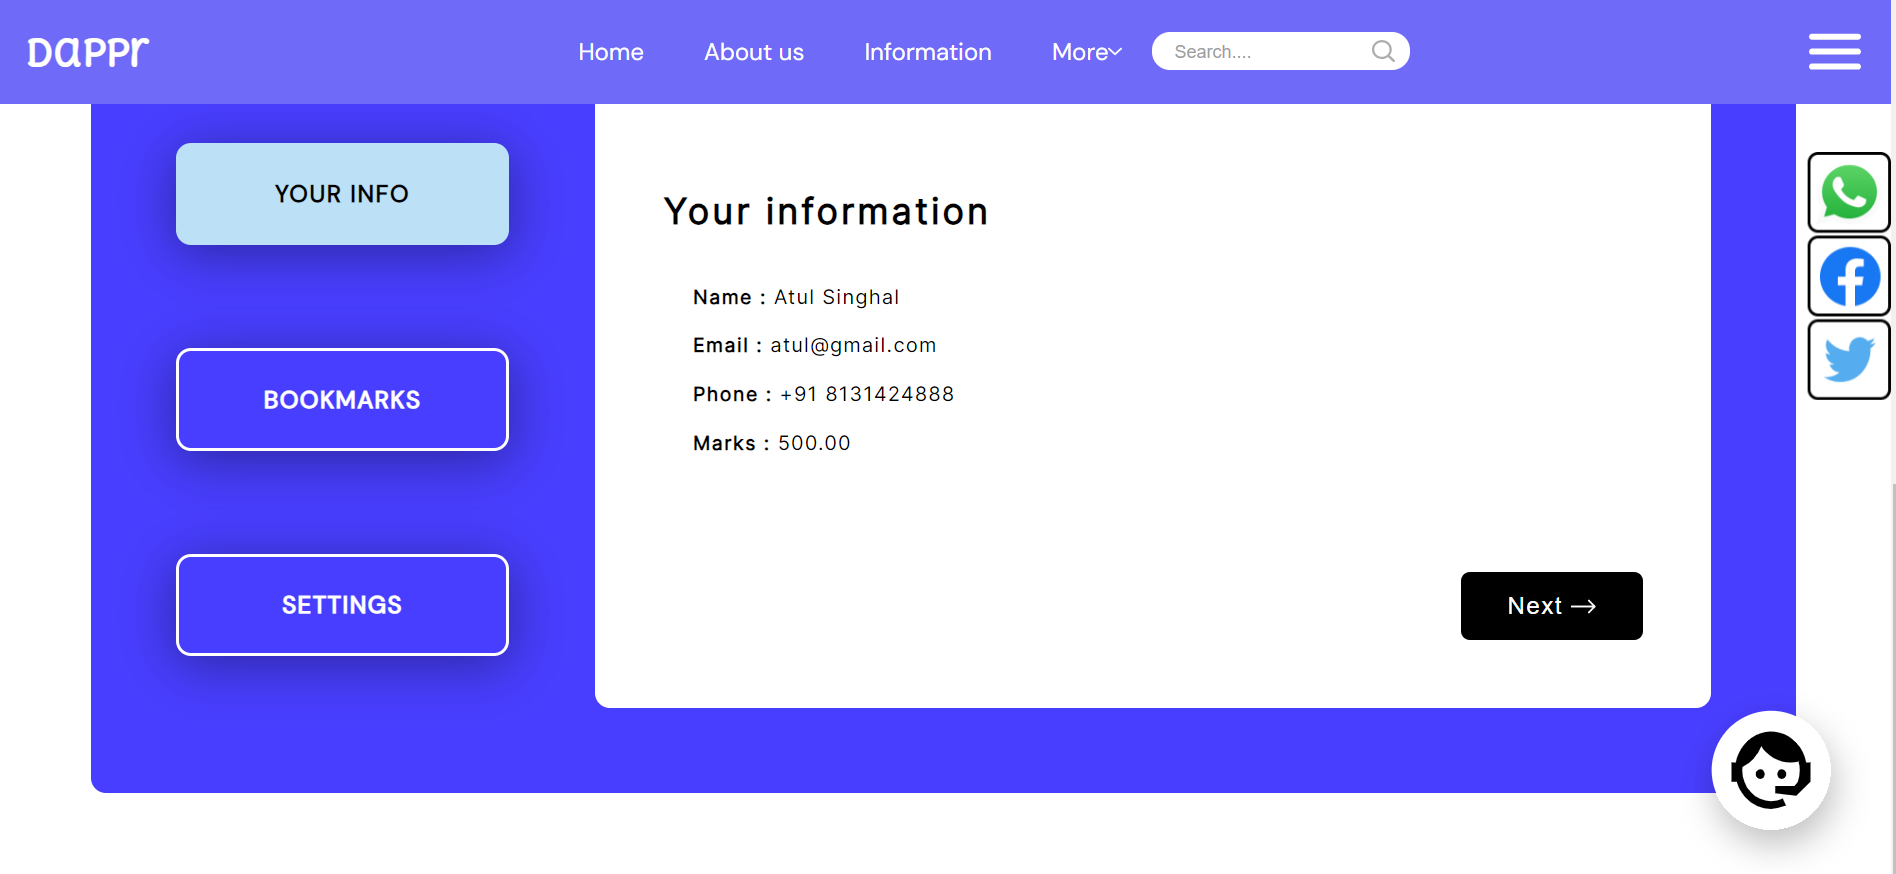 Dappr
Home About us Information More Search....
YOUR INFO
BOOKMARKS
SETTINGS
Your information
Name : Atul Singhal
Email : atul@gmail.com
Phone : +91 8131424888
Marks : 500.00
Next →